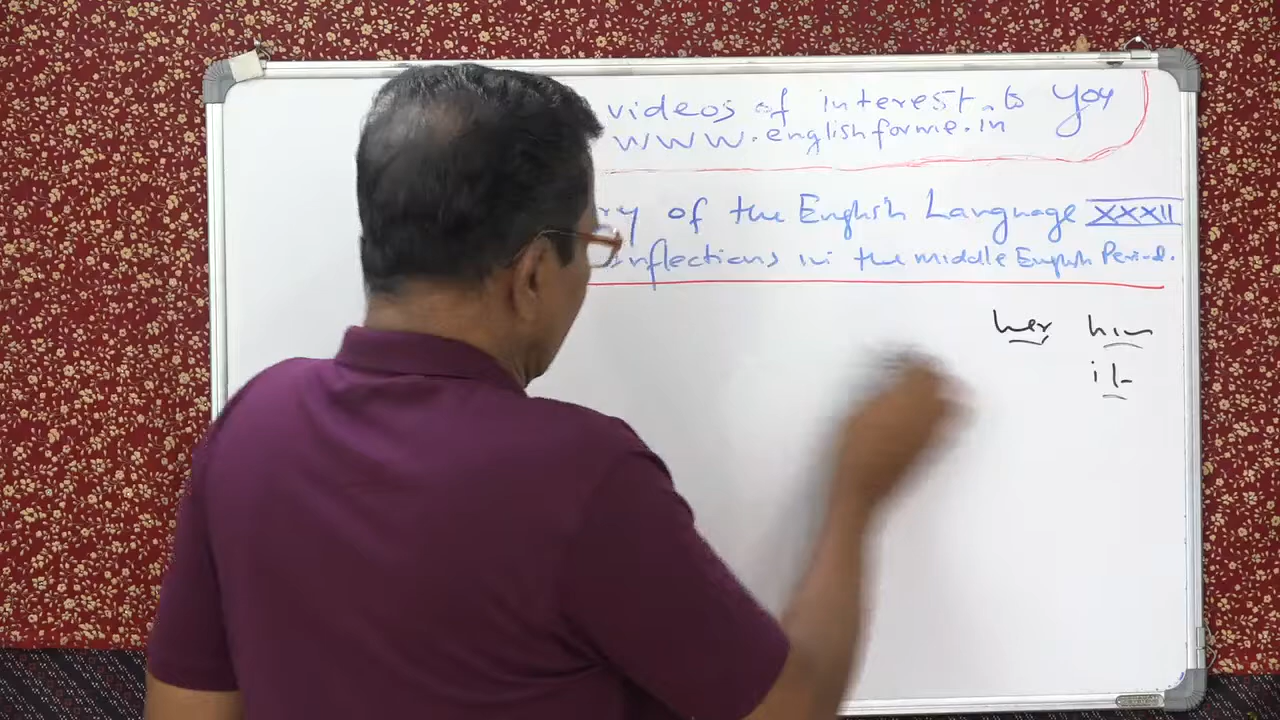 videos of interest to you
www.englishforme.in
ry of the English Language XXXII
inflections in the middle English Period.
her him
it